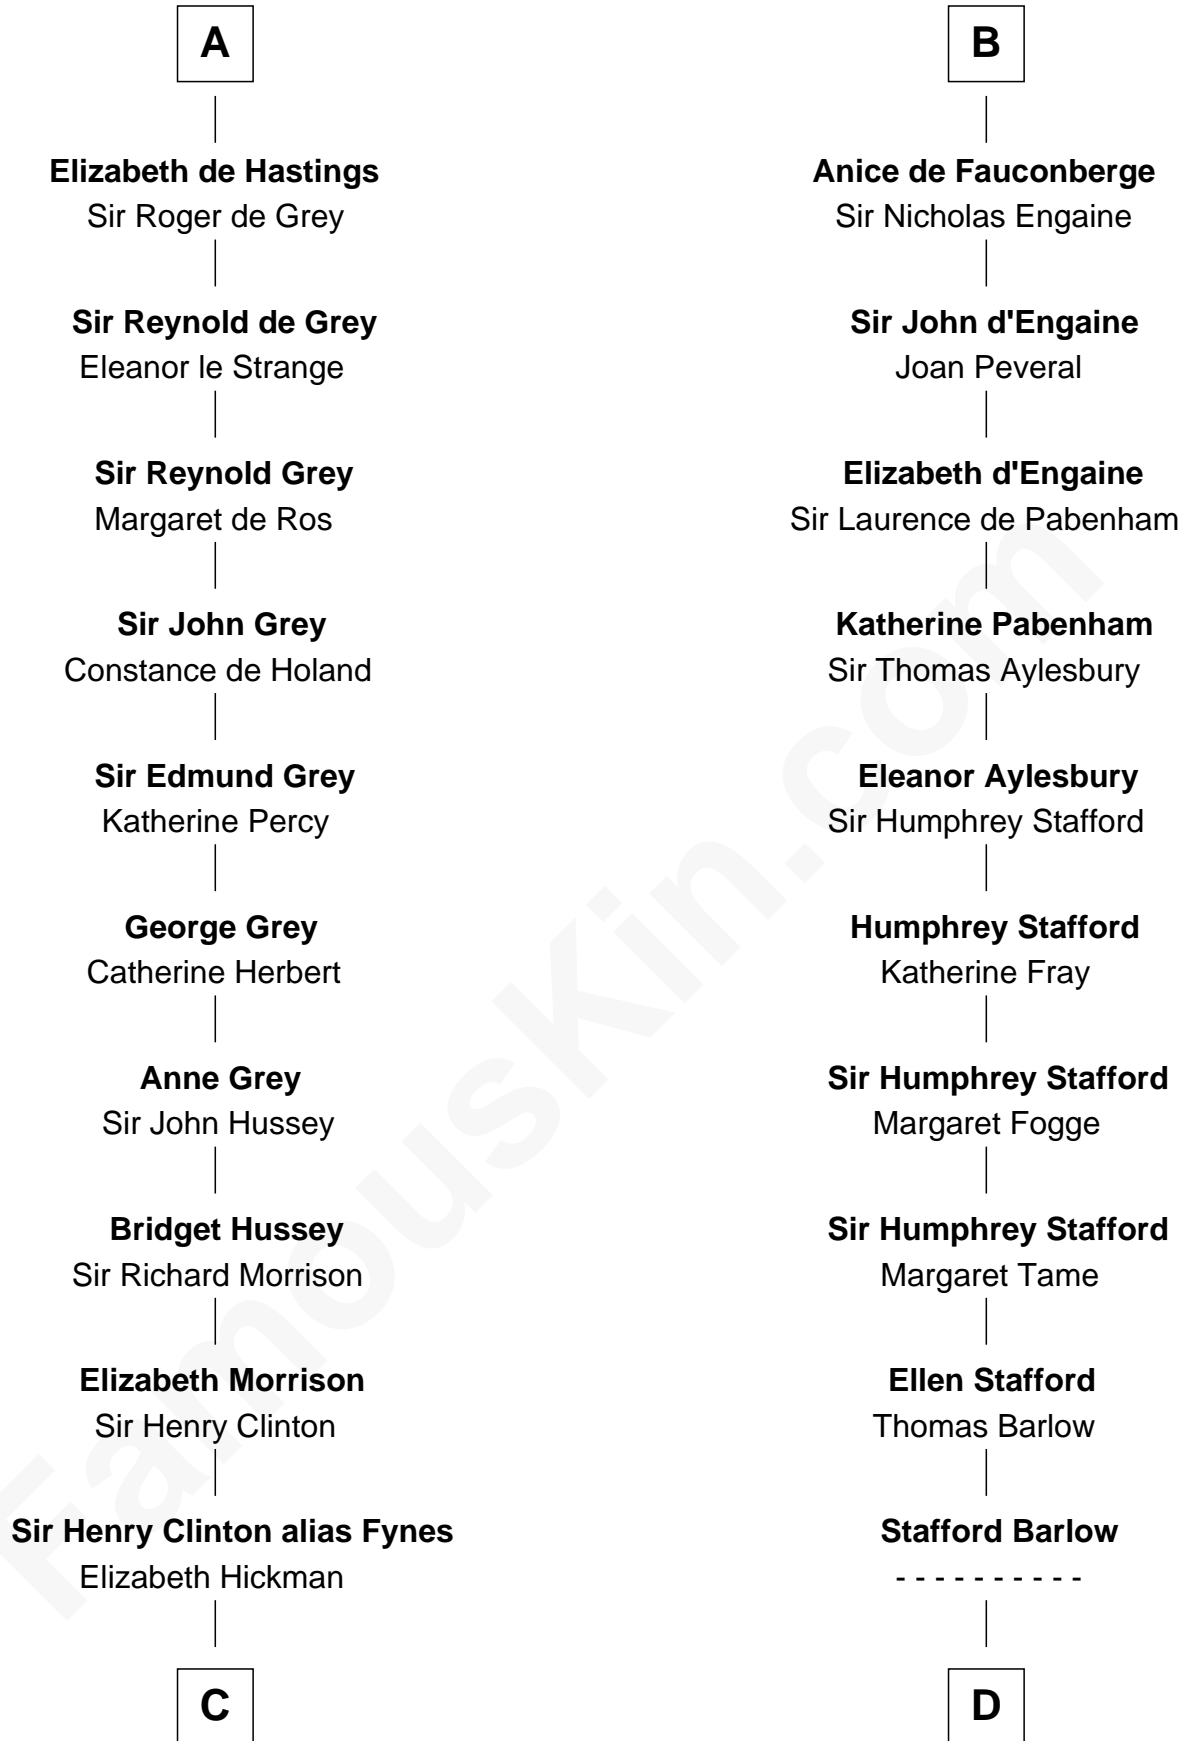 A
Elizabeth de Hastings
Sir Roger de Grey
Sir Reynold de Grey
Eleanor le Strange
Sir Reynold Grey
Margaret de Ros
Sir John Grey
Constance de Holand
Sir Edmund Grey
Katherine Percy
George Grey
Catherine Herbert
Anne Grey
Sir John Hussey
Bridget Hussey
Sir Richard Morrison
Elizabeth Morrison
Sir Henry Clinton
Sir Henry Clinton alias Fynes
Elizabeth Hickman
C
B
Anice de Fauconberge
Sir Nicholas Engaine
Sir John d'Engaine
Joan Peveral
Elizabeth d'Engaine
Sir Laurence de Pabenham
Katherine Pabenham
Sir Thomas Aylesbury
Eleanor Aylesbury
Sir Humphrey Stafford
Humphrey Stafford
Katherine Fray
Sir Humphrey Stafford
Margaret Fogge
Sir Humphrey Stafford
Margaret Tame
Ellen Stafford
Thomas Barlow
Stafford Barlow
- - - - - - - - - -
D
FamousKin.com